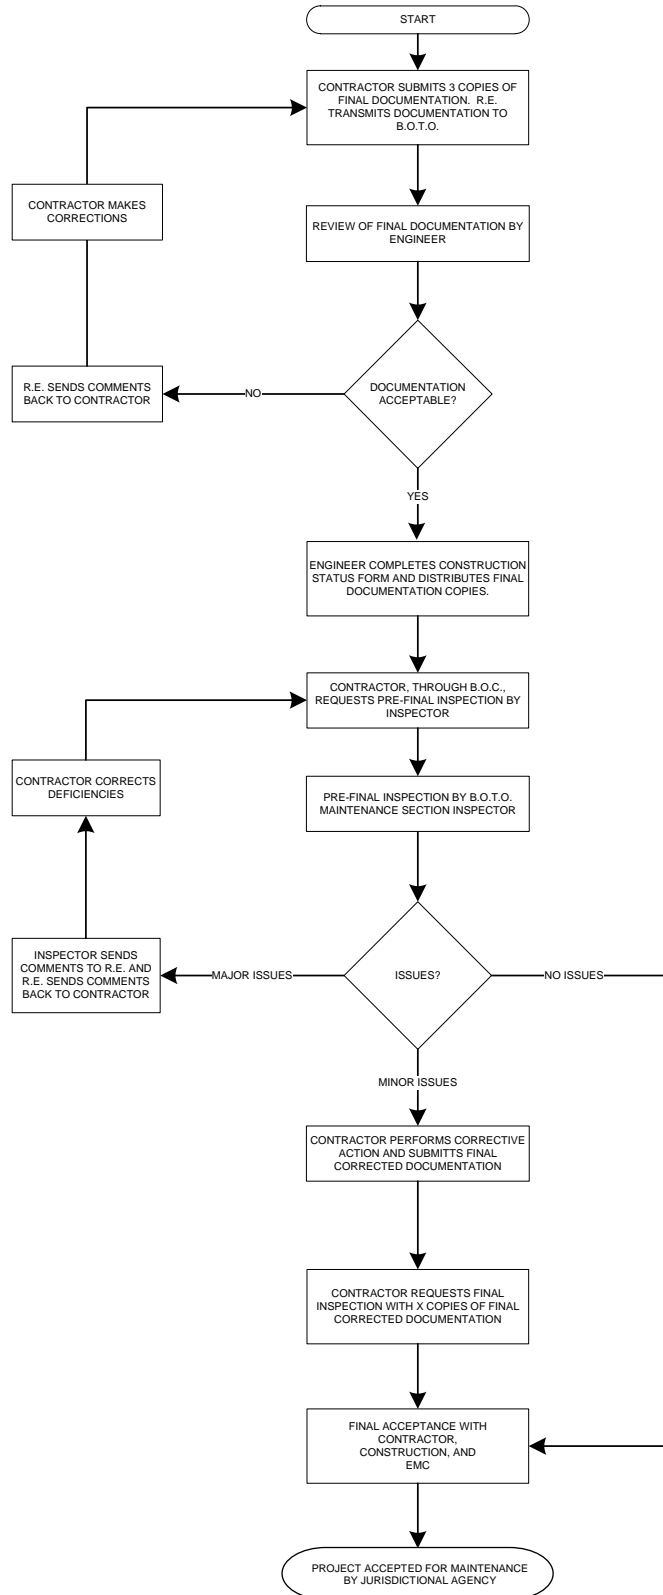 START
CONTRACTOR SUBMITS 3 COPIES OF
FINAL DOCUMENTATION. R.E.
TRANSMITS DOCUMENTATION TO
B.O.T.O.
CONTRACTOR MAKES
CORRECTIONS
REVIEW OF FINAL DOCUMENTATION BY
ENGINEER
R.E. SENDS COMMENTS
BACK TO CONTRACTOR
NO
DOCUMENTATION
ACCEPTABLE?
YES
ENGINEER COMPLETES CONSTRUCTION
STATUS FORM AND DISTRIBUTES FINAL
DOCUMENTATION COPIES.
CONTRACTOR, THROUGH B.O.C.,
REQUESTS PRE-FINAL INSPECTION BY
INSPECTOR
CONTRACTOR CORRECTS
DEFICIENCIES
PRE-FINAL INSPECTION BY B.O.T.O.
MAINTENANCE SECTION INSPECTOR
INSPECTOR SENDS
COMMENTS TO R.E. AND
R.E. SENDS COMMENTS
BACK TO CONTRACTOR
MAJOR ISSUES
ISSUES?
NO ISSUES
MINOR ISSUES
CONTRACTOR PERFORMS CORRECTIVE
ACTION AND SUBMITTS FINAL
CORRECTED DOCUMENTATION
CONTRACTOR REQUESTS FINAL
INSPECTION WITH X COPIES OF FINAL
CORRECTED DOCUMENTATION
FINAL ACCEPTANCE WITH
CONTRACTOR,
CONSTRUCTION, AND
EMC
PROJECT ACCEPTED FOR MAINTENANCE
BY JURISDICTIONAL AGENCY